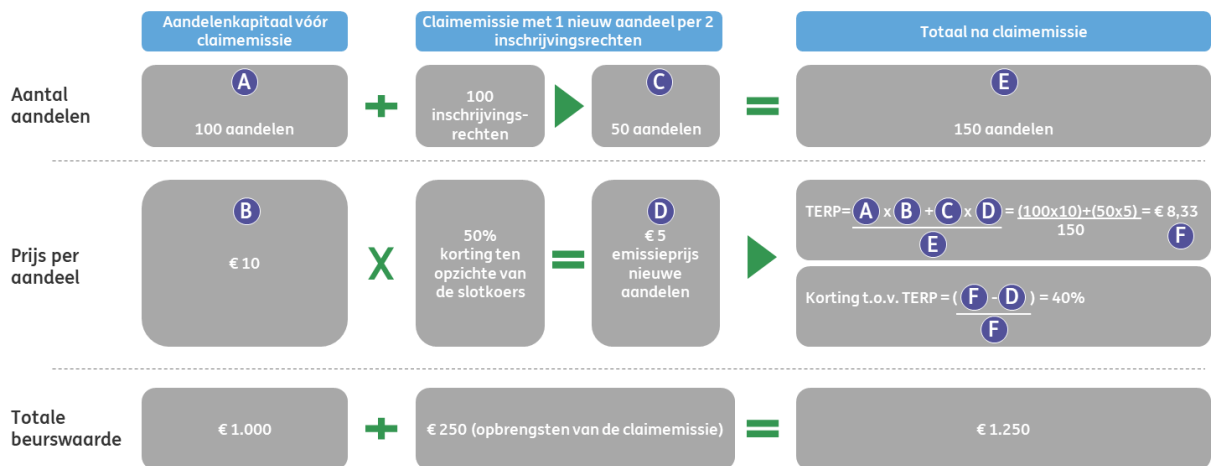 Aandelenkapitaal vóór
claimemissie
Claimemissie met 1 nieuw aandeel per 2
inschrijvingsrechten
Totaal na claimemissie
Aantal
aandelen
A
100 aandelen
+
100
inschrijvings-
rechten
C
50 aandelen
=
E
150 aandelen
Prijs per
aandeel
B
€ 10
X
50%
korting ten
opzichte van
de slotkoers
=
D
€ 5
emissieprijs
nieuwe
aandelen
TERP= A x B + C x D = (100x10)+(50x5) = € 8,33
E 150 F
Korting t.o.v. TERP = ( F - D ) = 40%
F
Totale
beurswaarde
€ 1.000
+
€ 250 (opbrengsten van de claimemissie)
=
€ 1.250